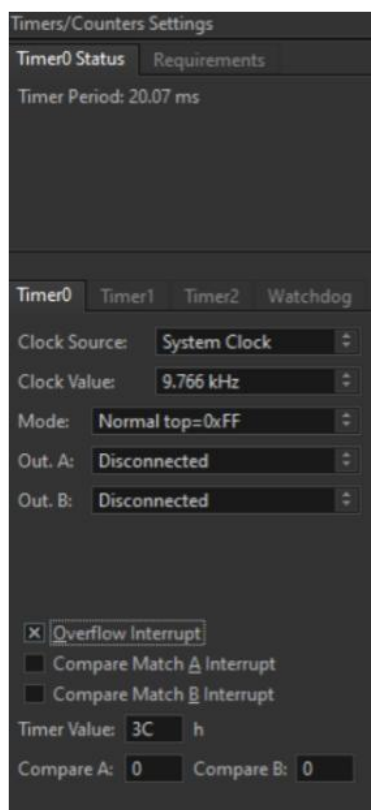 Timers/Counters Settings
Timer0 Status Requirements
Timer Period: 20.07 ms
Timer0 Timer1 Timer2 Watchdog
Clock Source: System Clock
Clock Value: 9.766 kHz
Mode: Normal top=0xFF
Out. A: Disconnected
Out. B: Disconnected
Overflow Interrupt
Compare Match A Interrupt
Compare Match B Interrupt
Timer Value: 3C h
Compare A: 0 Compare B: 0